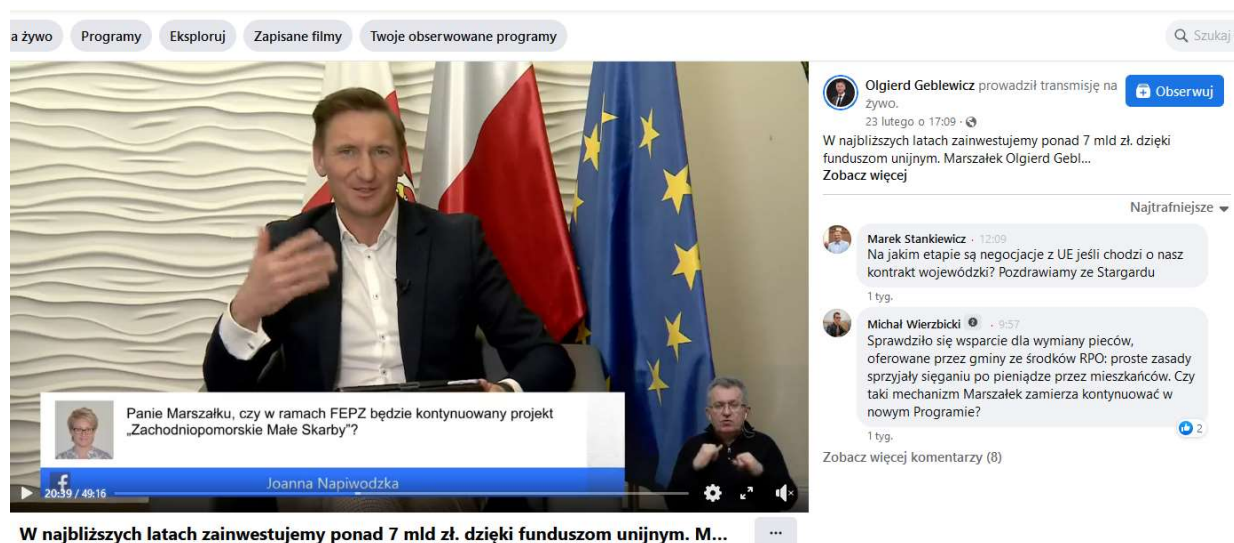 a żywo
Programy
Eksploruj
Zapisane filmy
Twoje obserwowane programy
Szukaj
Panie Marszałku, czy w ramach FEPZ będzie kontynuowany projekt
„Zachodniopomorskie Małe Skarby”?
Joanna Napiwodzka
20:39 / 49:16
W najbliższych latach zainwestujemy ponad 7 mld zł. dzięki funduszom unijnym. M...
Olgierd Geblewicz prowadził transmisję na
żywo.
Obserwuj
23 lutego o 17:09 ·
W najbliższych latach zainwestujemy ponad 7 mld zł. dzięki
funduszom unijnym. Marszałek Olgierd Gebl...
Zobacz więcej
Najtrafniejsze
Marek Stankiewicz · 12:09
Na jakim etapie są negocjacje z UE jeśli chodzi o nasz
kontrakt wojewódzki? Pozdrawiamy ze Stargardu
1 tyg.
Michał Wierzbicki · 9:57
Sprawdziło się wsparcie dla wymiany pieców,
oferowane przez gminy ze środków RPO: proste zasady
sprzyjały sięganiu po pieniądze przez mieszkańców. Czy
taki mechanizm Marszałek zamierza kontynuować w
nowym Programie?
2
1 tyg.
Zobacz więcej komentarzy (8)